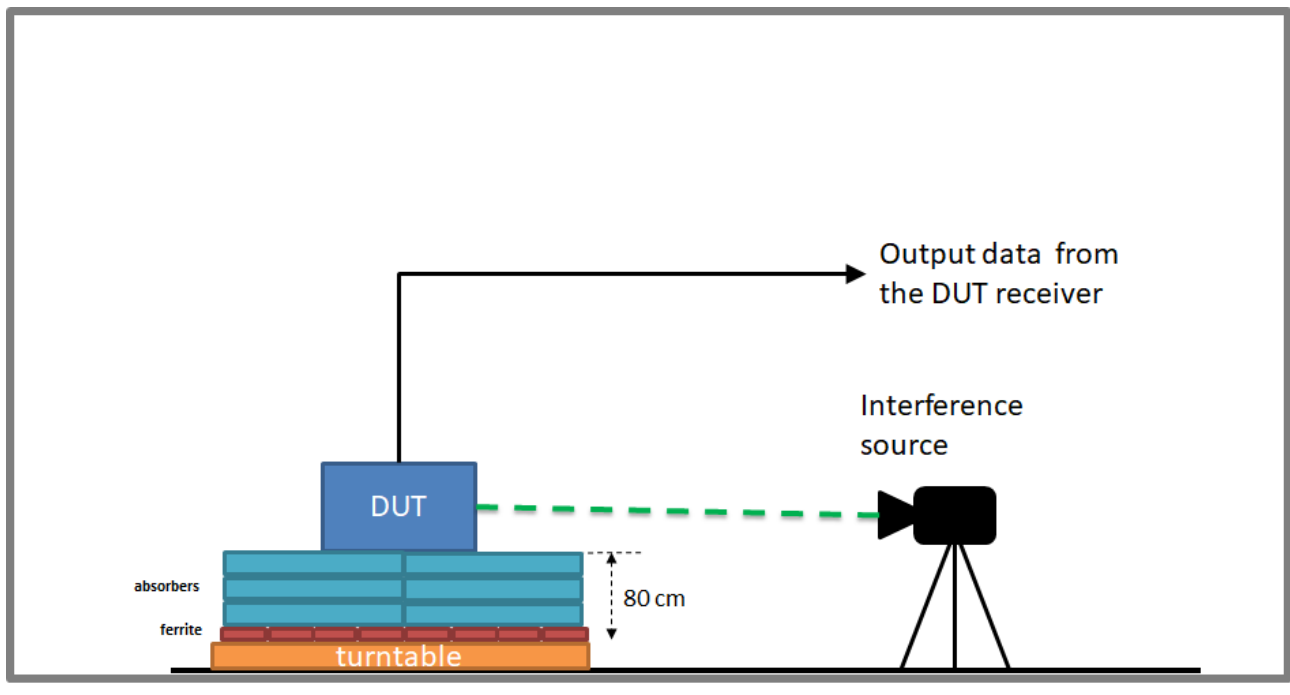 Output data from
the DUT receiver
Interference
source
DUT
absorbers
80 cm
ferrite
turntable